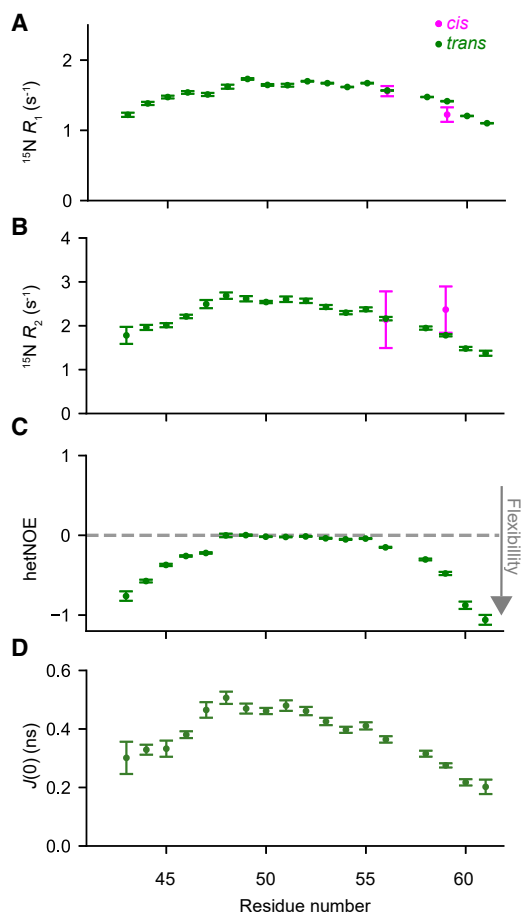 A
cis
trans
2
1
0
¹⁵N R₁ (s⁻¹)
B
4
3
2
1
0
¹⁵N R₂ (s⁻¹)
C
1
0
−1
hetNOE
Flexibillity
D
0.6
0.4
0.2
0.0
J(0) (ns)
45 50 55 60
Residue number